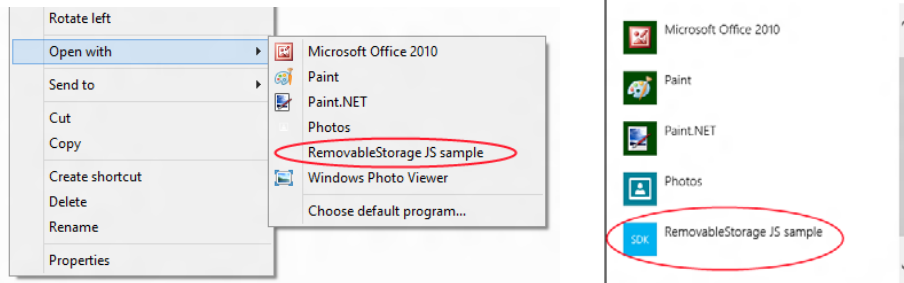 Rotate left
Open with
Send to
Cut
Copy
Create shortcut
Delete
Rename
Properties
Microsoft Office 2010
Paint
Paint.NET
Photos
RemovableStorage JS sample
Windows Photo Viewer
Choose default program...
Microsoft Office 2010
Paint
Paint.NET
Photos
SDK RemovableStorage JS sample